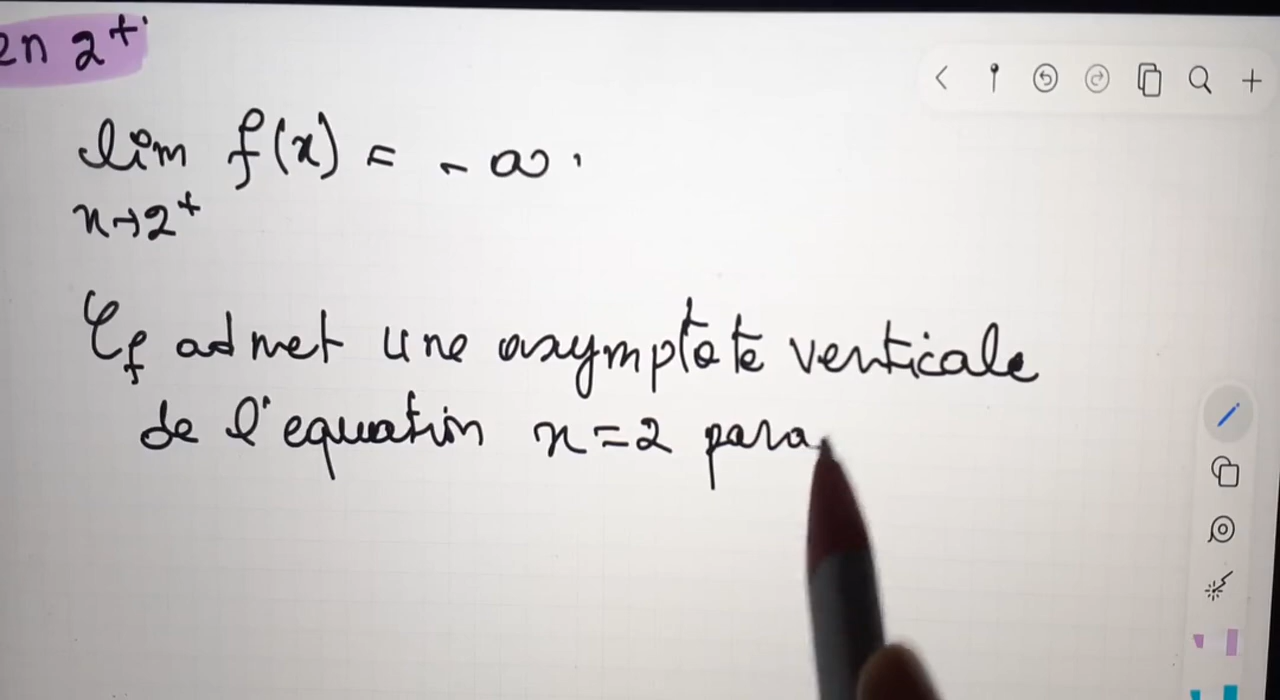 en 2⁺
lim f(x) = -∞.
x→2⁺
𝒞f admet une asymptote verticale
de l'equation x=2 para